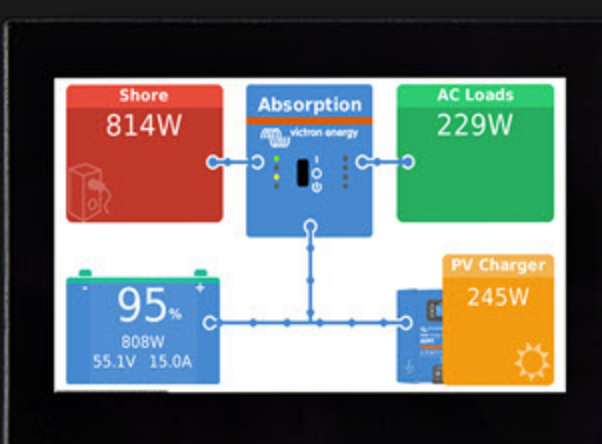 Shore
814W
Absorption
victron energy
AC Loads
229W
95%
808W
55.1V 15.0A
PV Charger
245W